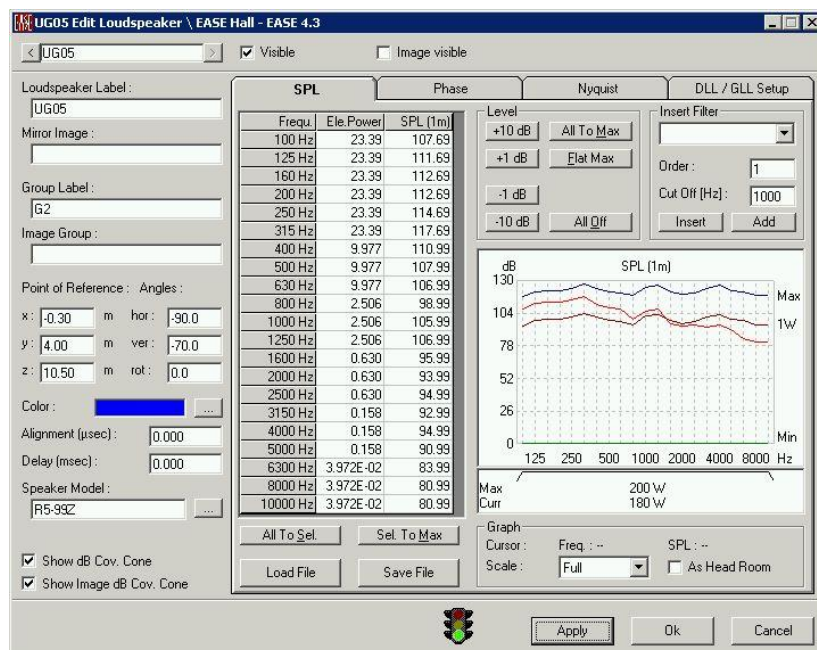 UG05 Edit Loudspeaker \ EASE Hall - EASE 4.3
< UG05 >
Visible
Image visible
Loudspeaker Label :
UG05
Mirror Image :
Group Label :
G2
Image Group :
Point of Reference : Angles :
x : -0.30 m hor : -90.0
y : 4.00 m ver : -70.0
z : 10.50 m rot : 0.0
Color : ...
Alignment (µsec) : 0.000
Delay (msec) : 0.000
Speaker Model :
R5-99Z ...
Show dB Cov. Cone
Show Image dB Cov. Cone
SPL Phase Nyquist DLL / GLL Setup
Frequ. Ele.Power SPL (1m)
100 Hz 23.39 107.69
125 Hz 23.39 111.69
160 Hz 23.39 112.69
200 Hz 23.39 112.69
250 Hz 23.39 114.69
315 Hz 23.39 117.69
400 Hz 9.977 110.99
500 Hz 9.977 107.99
630 Hz 9.977 106.99
800 Hz 2.506 98.99
1000 Hz 2.506 105.99
1250 Hz 2.506 106.99
1600 Hz 0.630 95.99
2000 Hz 0.630 93.99
2500 Hz 0.630 94.99
3150 Hz 0.158 92.99
4000 Hz 0.158 94.99
5000 Hz 0.158 90.99
6300 Hz 3.972E-02 83.99
8000 Hz 3.972E-02 80.99
10000 Hz 3.972E-02 80.99
All To Sel. Sel. To Max
Load File Save File
Level
+10 dB All To Max
+1 dB Flat Max
-1 dB
-10 dB All Off
Insert Filter
Order : 1
Cut Off [Hz] : 1000
Insert Add
dB SPL (1m)
130
Max
104
1W
78
52
26
Min
0
125 250 500 1000 2000 4000 8000 Hz
Max 200 W
Curr 180 W
Graph
Cursor : Freq. : -- SPL : --
Scale : Full As Head Room
Apply Ok Cancel